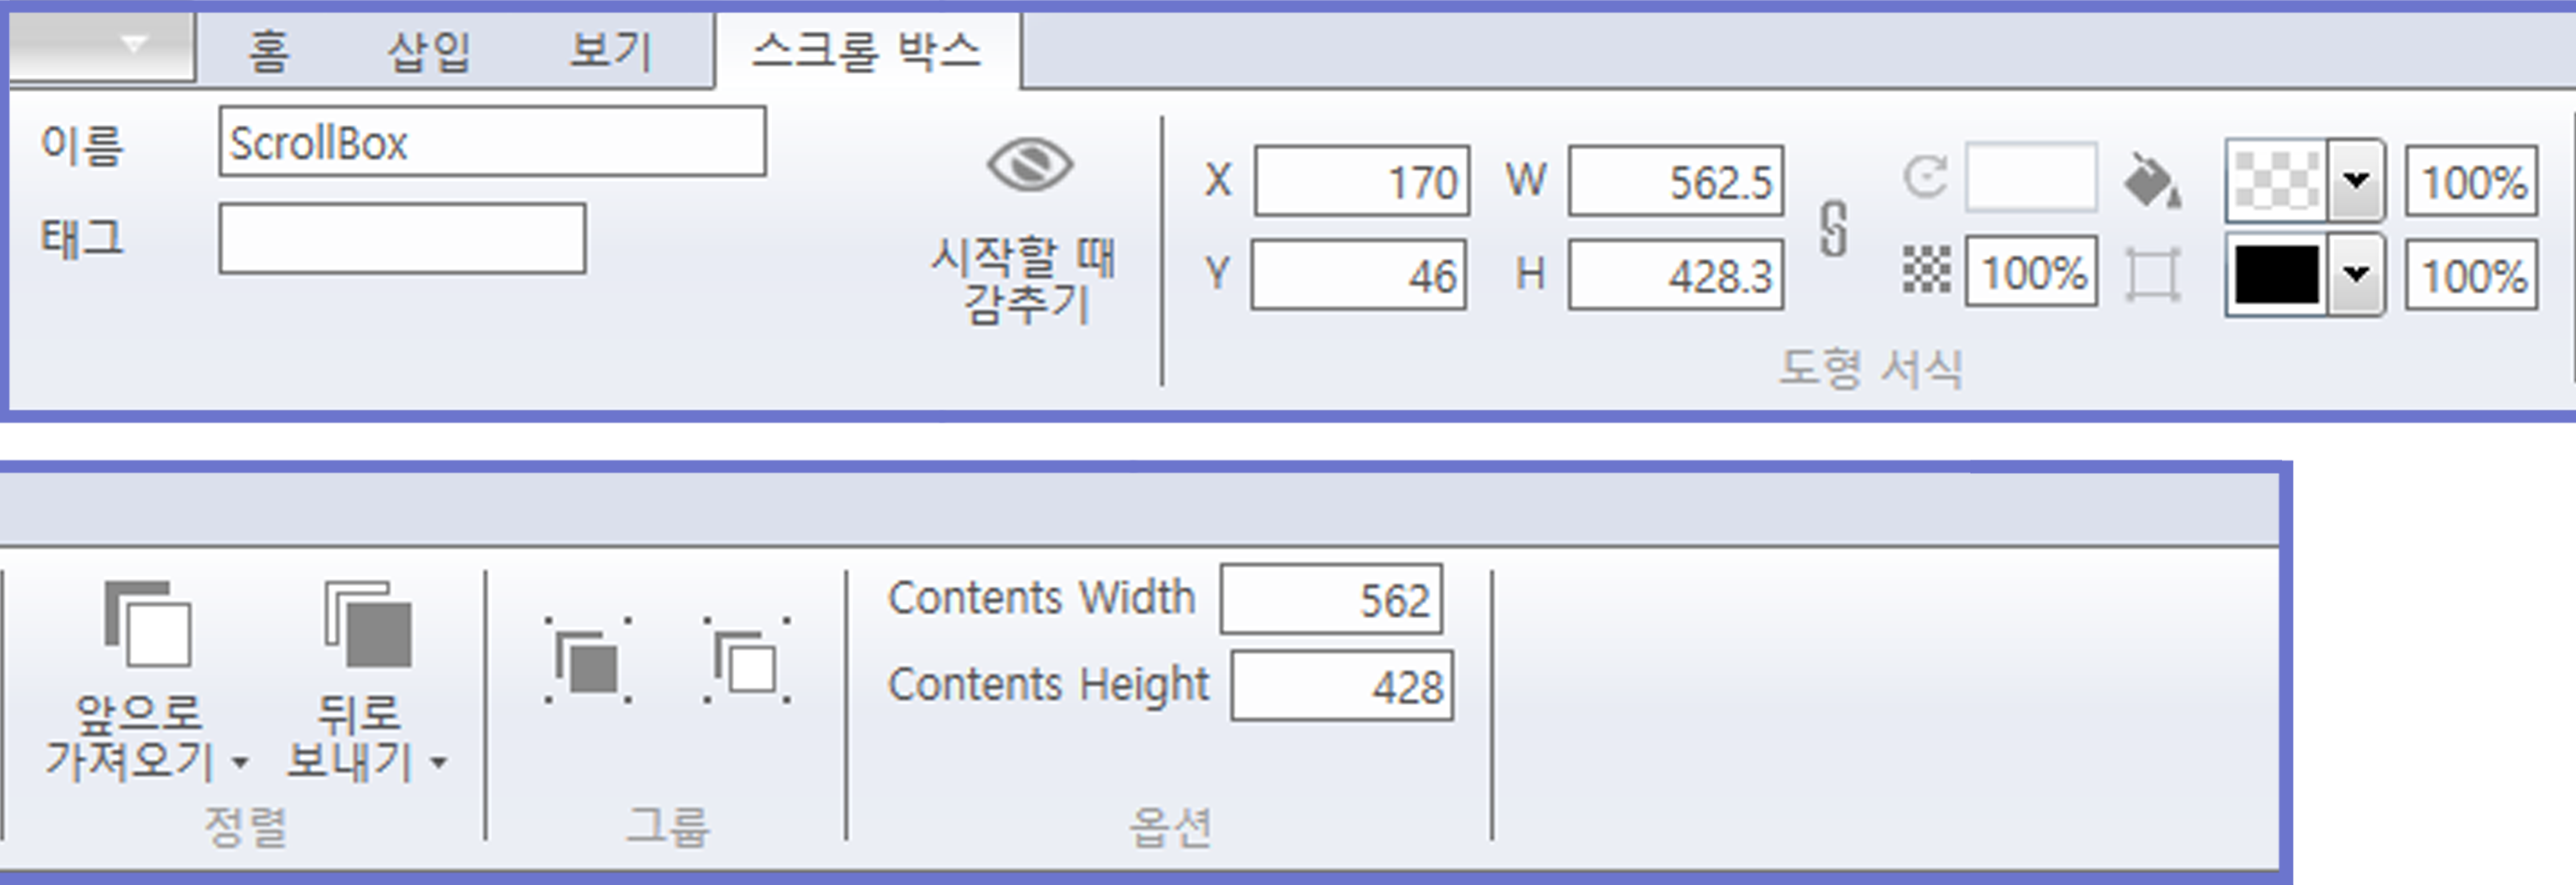 홈 삽입 보기 스크롤 박스
이름 ScrollBox
태그
시작할 때
감추기
X 170 W 562.5 100%
Y 46 H 428.3 100% 100%
도형 서식
앞으로
가져오기
뒤로
보내기
정렬
그룹
Contents Width 562
Contents Height 428
옵션